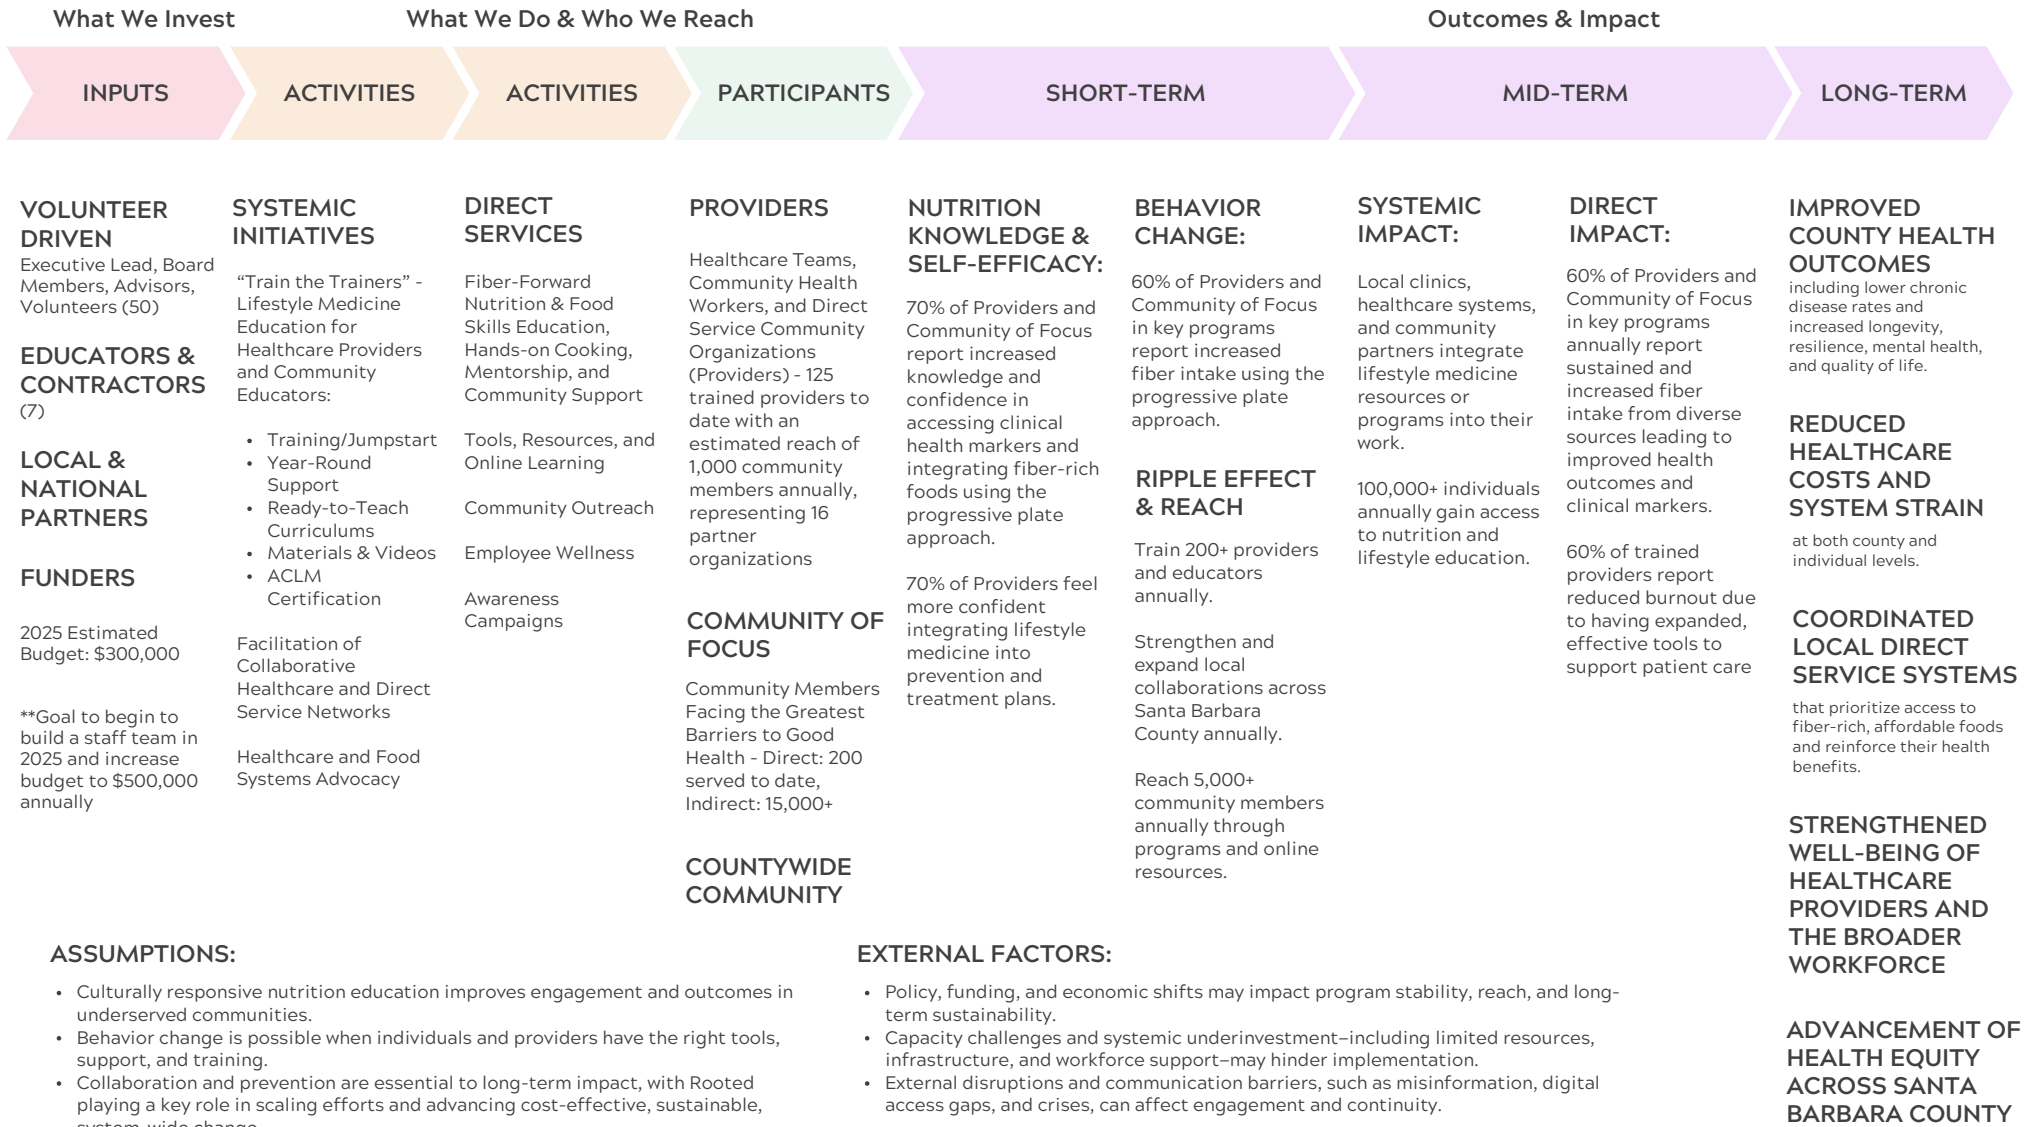 What We Invest
What We Do & Who We Reach
Outcomes & Impact
INPUTS
ACTIVITIES
ACTIVITIES
PARTICIPANTS
SHORT-TERM
MID-TERM
LONG-TERM
VOLUNTEER
DRIVEN
Executive Lead, Board
Members, Advisors,
Volunteers (50)
EDUCATORS &
CONTRACTORS
(7)
LOCAL &
NATIONAL
PARTNERS
FUNDERS
2025 Estimated
Budget: $300,000
**Goal to begin to
build a staff team in
2025 and increase
budget to $500,000
annually
SYSTEMIC
INITIATIVES
“Train the Trainers” -
Lifestyle Medicine
Education for
Healthcare Providers
and Community
Educators:
• Training/Jumpstart
• Year-Round
Support
• Ready-to-Teach
Curriculums
• Materials & Videos
• ACLM
Certification
Facilitation of
Collaborative
Healthcare and Direct
Service Networks
Healthcare and Food
Systems Advocacy
DIRECT
SERVICES
Fiber-Forward
Nutrition & Food
Skills Education,
Hands-on Cooking,
Mentorship, and
Community Support
Tools, Resources, and
Online Learning
Community Outreach
Employee Wellness
Awareness
Campaigns
PROVIDERS
Healthcare Teams,
Community Health
Workers, and Direct
Service Community
Organizations
(Providers) - 125
trained providers to
date with an
estimated reach of
1,000 community
members annually,
representing 16
partner
organizations
COMMUNITY OF
FOCUS
Community Members
Facing the Greatest
Barriers to Good
Health - Direct: 200
served to date,
Indirect: 15,000+
COUNTYWIDE
COMMUNITY
NUTRITION
KNOWLEDGE &
SELF-EFFICACY:
70% of Providers and
Community of Focus
report increased
knowledge and
confidence in
accessing clinical
health markers and
integrating fiber-rich
foods using the
progressive plate
approach.
70% of Providers feel
more confident
integrating lifestyle
medicine into
prevention and
treatment plans.
BEHAVIOR
CHANGE:
60% of Providers and
Community of Focus
in key programs
report increased
fiber intake using the
progressive plate
approach.
RIPPLE EFFECT
& REACH
Train 200+ providers
and educators
annually.
Strengthen and
expand local
collaborations across
Santa Barbara
County annually.
Reach 5,000+
community members
annually through
programs and online
resources.
SYSTEMIC
IMPACT:
Local clinics,
healthcare systems,
and community
partners integrate
lifestyle medicine
resources or
programs into their
work.
100,000+ individuals
annually gain access
to nutrition and
lifestyle education.
DIRECT
IMPACT:
60% of Providers and
Community of Focus
in key programs
annually report
sustained and
increased fiber
intake from diverse
sources leading to
improved health
outcomes and
clinical markers.
60% of trained
providers report
reduced burnout due
to having expanded,
effective tools to
support patient care
IMPROVED
COUNTY HEALTH
OUTCOMES
including lower chronic
disease rates and
increased longevity,
resilience, mental health,
and quality of life.
REDUCED
HEALTHCARE
COSTS AND
SYSTEM STRAIN
at both county and
individual levels.
COORDINATED
LOCAL DIRECT
SERVICE SYSTEMS
that prioritize access to
fiber-rich, affordable foods
and reinforce their health
benefits.
STRENGTHENED
WELL-BEING OF
HEALTHCARE
PROVIDERS AND
THE BROADER
WORKFORCE
ADVANCEMENT OF
HEALTH EQUITY
ACROSS SANTA
BARBARA COUNTY
ASSUMPTIONS:
• Culturally responsive nutrition education improves engagement and outcomes in
underserved communities.
• Behavior change is possible when individuals and providers have the right tools,
support, and training.
• Collaboration and prevention are essential to long-term impact, with Rooted
playing a key role in scaling efforts and advancing cost-effective, sustainable,
system-wide change
EXTERNAL FACTORS:
• Policy, funding, and economic shifts may impact program stability, reach, and long-
term sustainability.
• Capacity challenges and systemic underinvestment—including limited resources,
infrastructure, and workforce support—may hinder implementation.
• External disruptions and communication barriers, such as misinformation, digital
access gaps, and crises, can affect engagement and continuity.